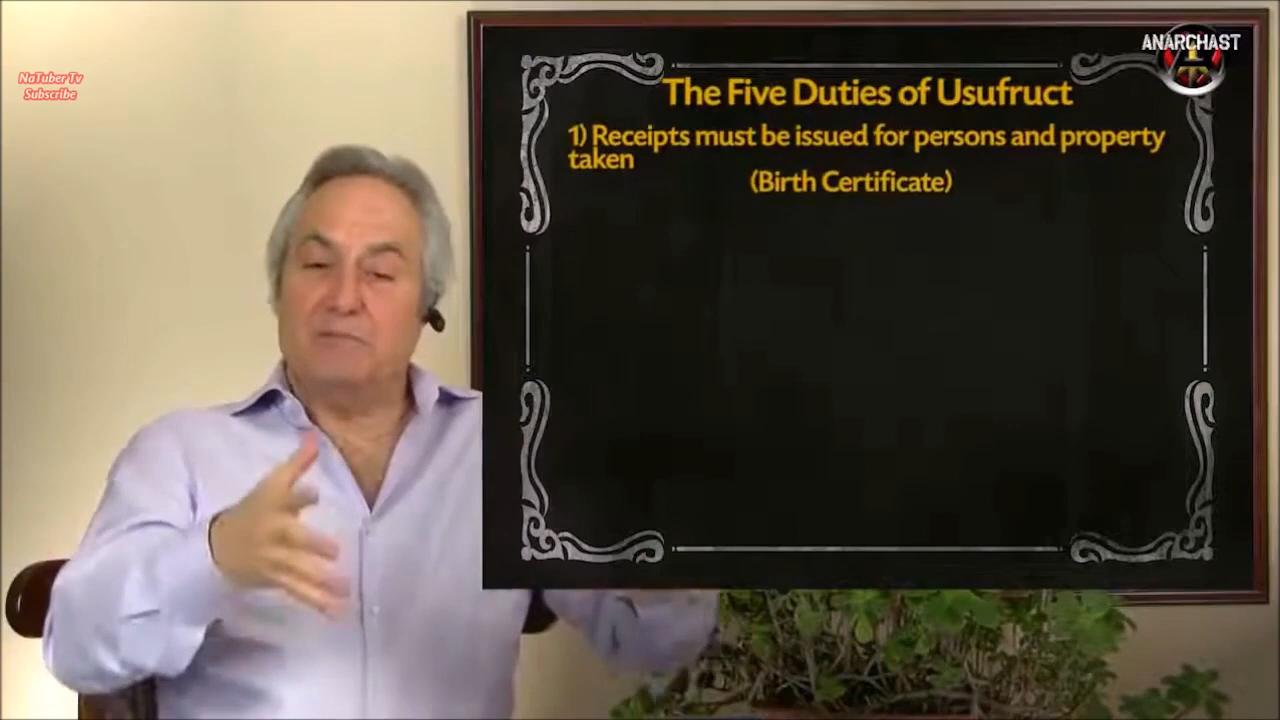 NaTuber Tv
Subscribe
ANARCHAST
The Five Duties of Usufruct
1) Receipts must be issued for persons and property
taken
(Birth Certificate)